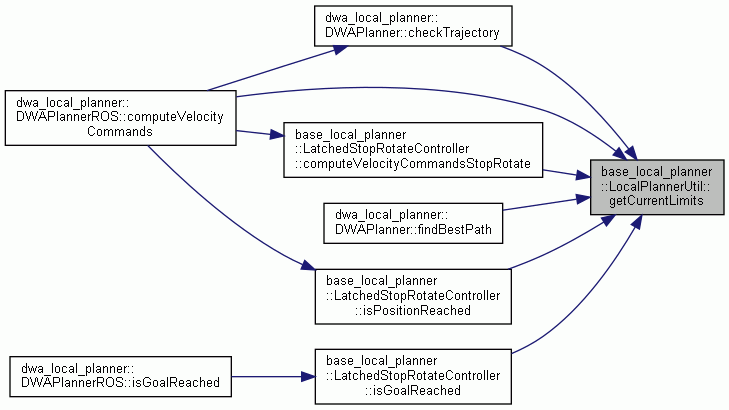 dwa_local_planner::
DWAPlanner::checkTrajectory
dwa_local_planner::
DWAPlannerROS::computeVelocity
Commands
base_local_planner
::LatchedStopRotateController
::computeVelocityCommandsStopRotate
base_local_planner
::LocalPlannerUtil::
getCurrentLimits
dwa_local_planner::
DWAPlanner::findBestPath
base_local_planner
::LatchedStopRotateController
::isPositionReached
dwa_local_planner::
DWAPlannerROS::isGoalReached
base_local_planner
::LatchedStopRotateController
::isGoalReached